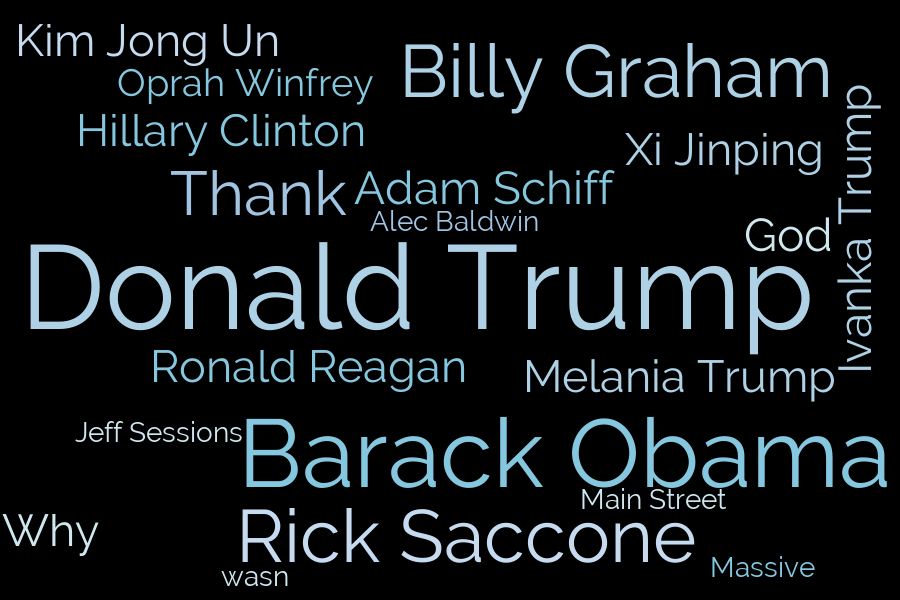 Kim Jong Un
Billy Graham
Oprah Winfrey
Hillary Clinton
Xi Jinping
Ivanka Trump
Thank
Adam Schiff
Alec Baldwin
God
Donald Trump
Ronald Reagan
Melania Trump
Jeff Sessions
Barack Obama
Main Street
Why
Rick Saccone
Massive
wasn